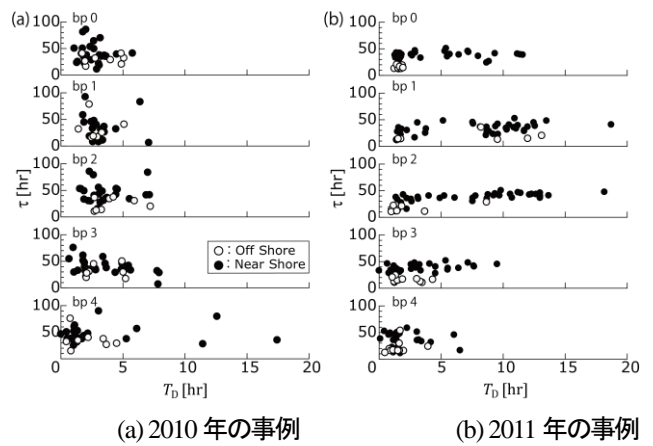 (a)
bp 0
100
50
0
bp 1
100
50
0
bp 2
100
50
τ [hr]
0
bp 3
100
50
0
○ : Off Shore
● : Near Shore
bp 4
100
50
0 5 10 15 20
T_D [hr]
(b)
bp 0
100
50
0
bp 1
100
50
0
bp 2
100
50
τ [hr]
0
bp 3
100
50
0
bp 4
100
50
0 5 10 15 20
T_D [hr]
(a) 2010 年の事例
(b) 2011 年の事例